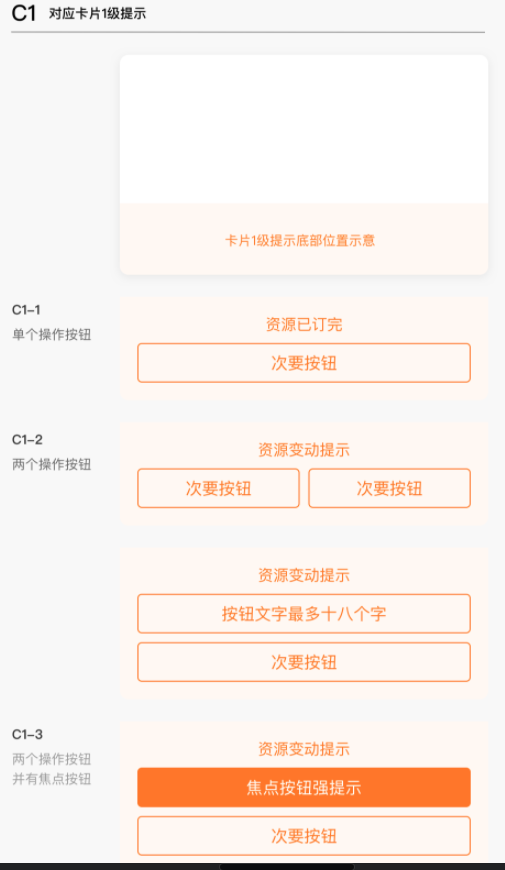 C1 对应卡片1级提示
卡片1级提示底部位置示意
C1-1
单个操作按钮
资源已订完
次要按钮
C1-2
两个操作按钮
资源变动提示
次要按钮 次要按钮
资源变动提示
按钮文字最多十八个字
次要按钮
C1-3
两个操作按钮
并有焦点按钮
资源变动提示
焦点按钮强提示
次要按钮